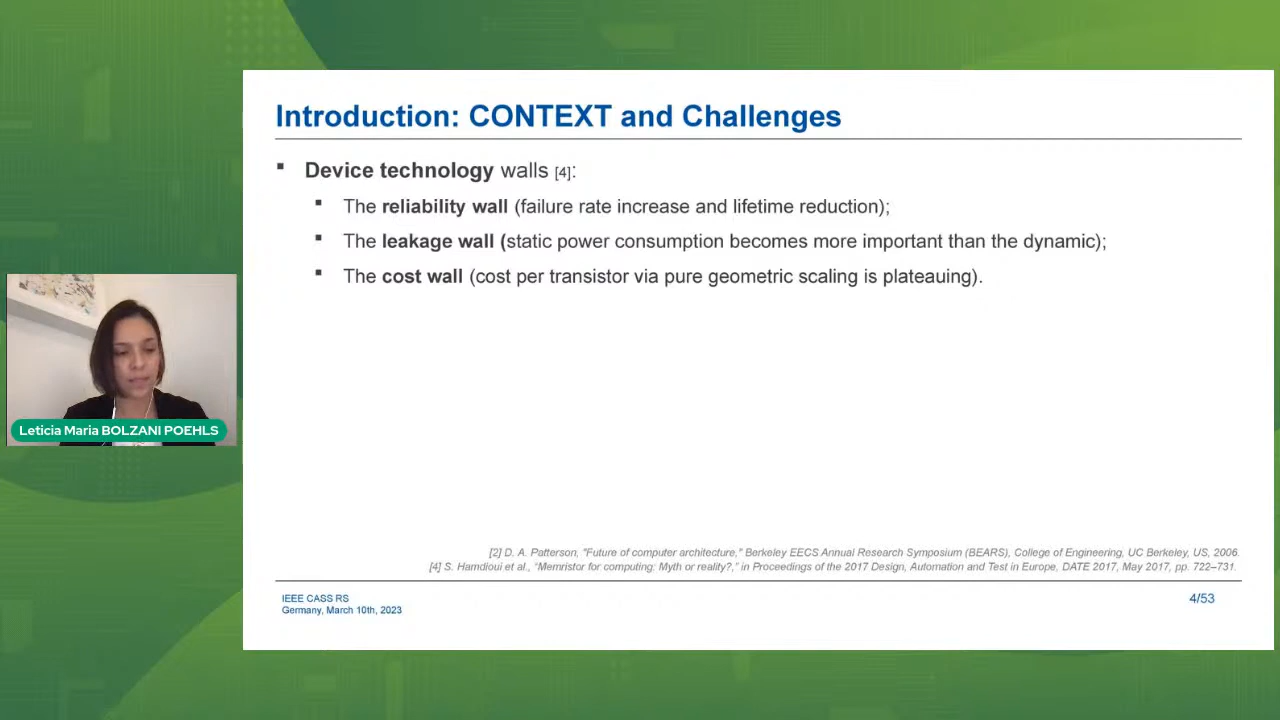 Introduction: CONTEXT and Challenges
▪ Device technology walls [4]:
▪ The reliability wall (failure rate increase and lifetime reduction);
▪ The leakage wall (static power consumption becomes more important than the dynamic);
▪ The cost wall (cost per transistor via pure geometric scaling is plateauing).
Leticia Maria BOLZANI POEHLS
[2] D. A. Patterson, "Future of computer architecture," Berkeley EECS Annual Research Symposium (BEARS), College of Engineering, UC Berkeley, US, 2006.
[4] S. Hamdioui et al., "Memristor for computing: Myth or reality?," in Proceedings of the 2017 Design, Automation and Test in Europe, DATE 2017, May 2017, pp. 722–731.
IEEE CASS RS
Germany, March 10th, 2023
4/53